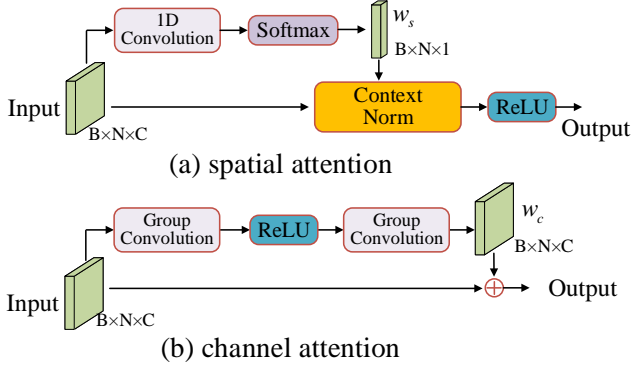 1D
Convolution
Softmax
w_s
B×N×1
Input
B×N×C
Context
Norm
ReLU
Output
(a) spatial attention
Group
Convolution
ReLU
Group
Convolution
w_c
B×N×C
Input
B×N×C
Output
(b) channel attention